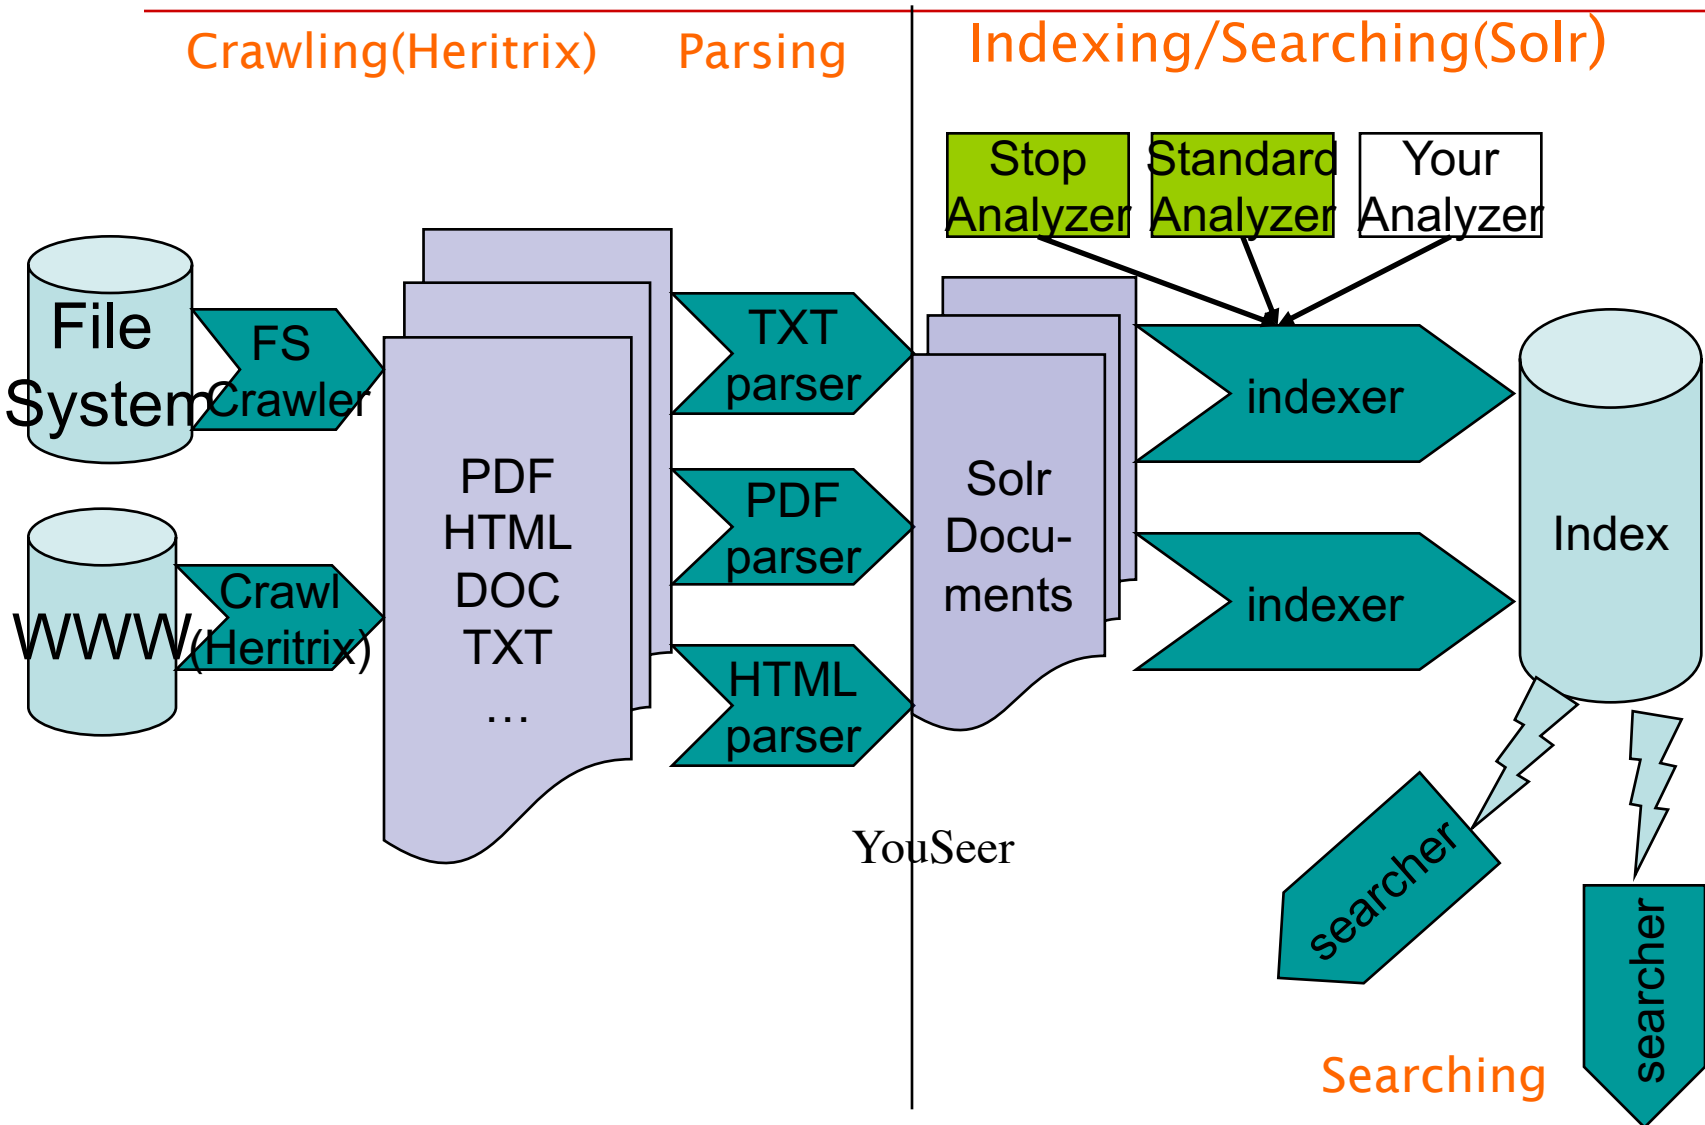 Crawling(Heritrix)
Parsing
Indexing/Searching(Solr)
Stop
Analyzer
Standard
Analyzer
Your
Analyzer
File
System
FS
Crawler
WWW
Crawl
(Heritrix)
PDF
HTML
DOC
TXT
…
TXT
parser
PDF
parser
HTML
parser
Solr
Docu-
ments
indexer
indexer
Index
YouSeer
searcher
searcher
Searching